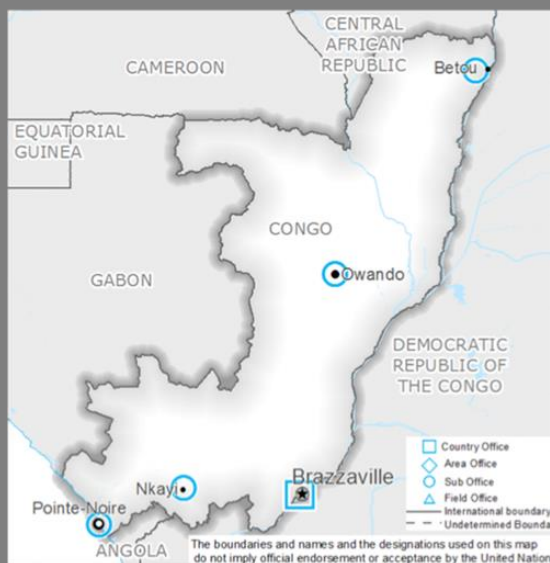 CENTRAL
AFRICAN
REPUBLIC
CAMEROON
Betou
EQUATORIAL
GUINEA
CONGO
Owando
GABON
DEMOCRATIC
REPUBLIC OF
THE CONGO
Country Office
Area Office
Sub Office
Field Office
International boundary
Undetermined Bounda
Brazzaville
Nkayi
Pointe-Noire
ANGOLA
The boundaries and names and the designations used on this map
do not imply official endorsement or acceptance by the United Nation